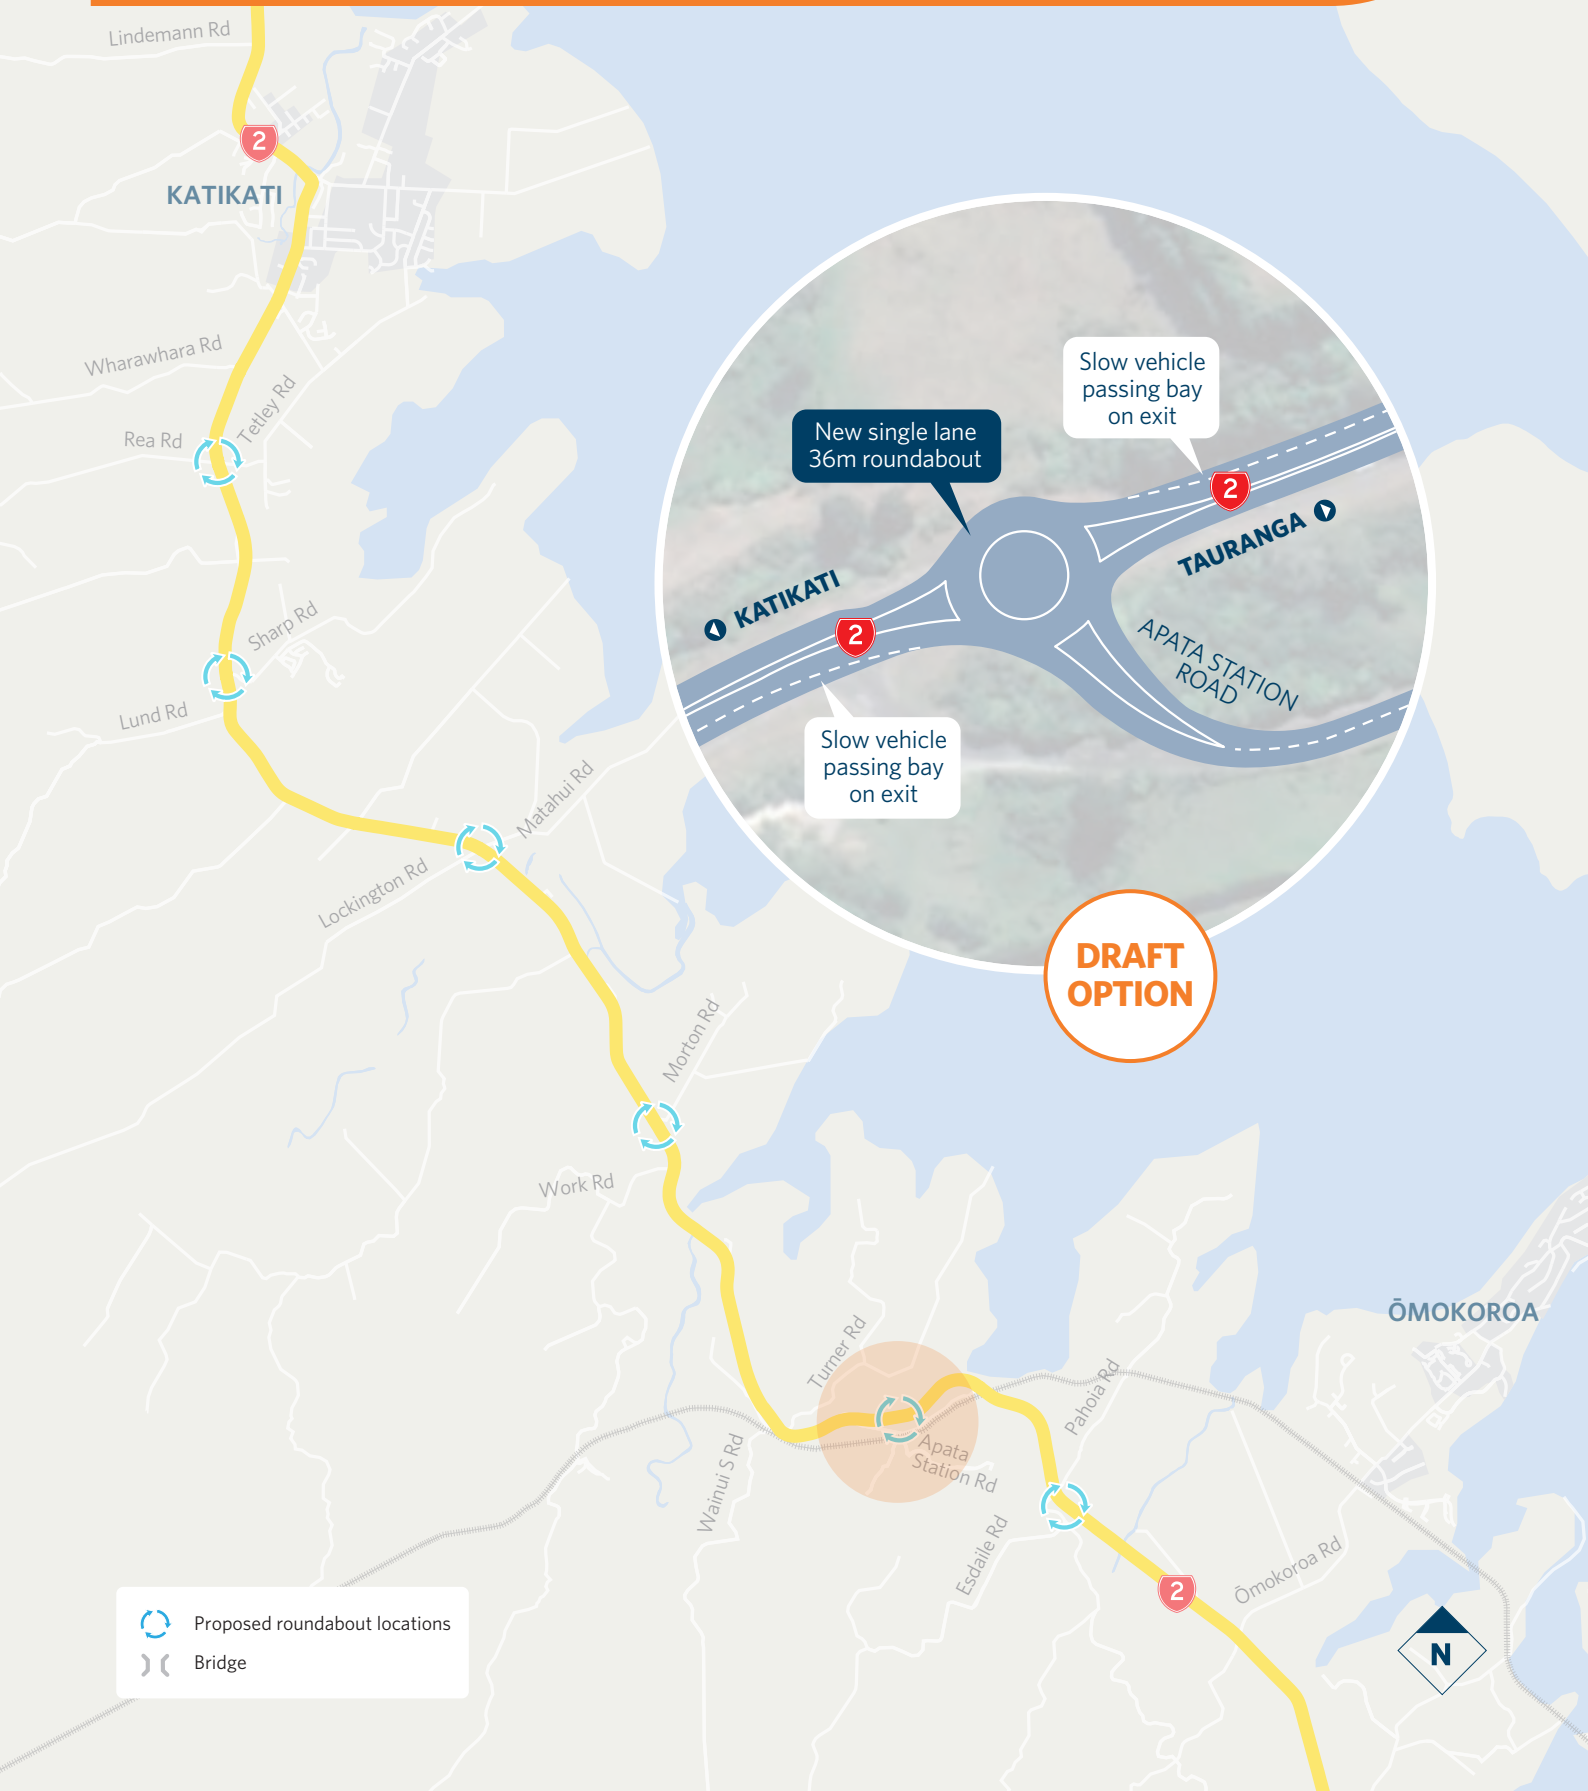 Lindemann Rd
2
KATIKATI
Wharawhara Rd
Tetley Rd
Rea Rd
Slow vehicle
passing bay
on exit
New single lane
36m roundabout
2
TAURANGA
KATIKATI
2
APATA STATION
ROAD
Sharp Rd
Lund Rd
Slow vehicle
passing bay
on exit
Matahui Rd
Lockington Rd
DRAFT
OPTION
Morton Rd
Work Rd
ŌMOKOROA
Turner Rd
Pahoia Rd
Apata
Station Rd
Wainui S Rd
Esdaile Rd
Ōmokoroa Rd
2
Proposed roundabout locations
Bridge
N